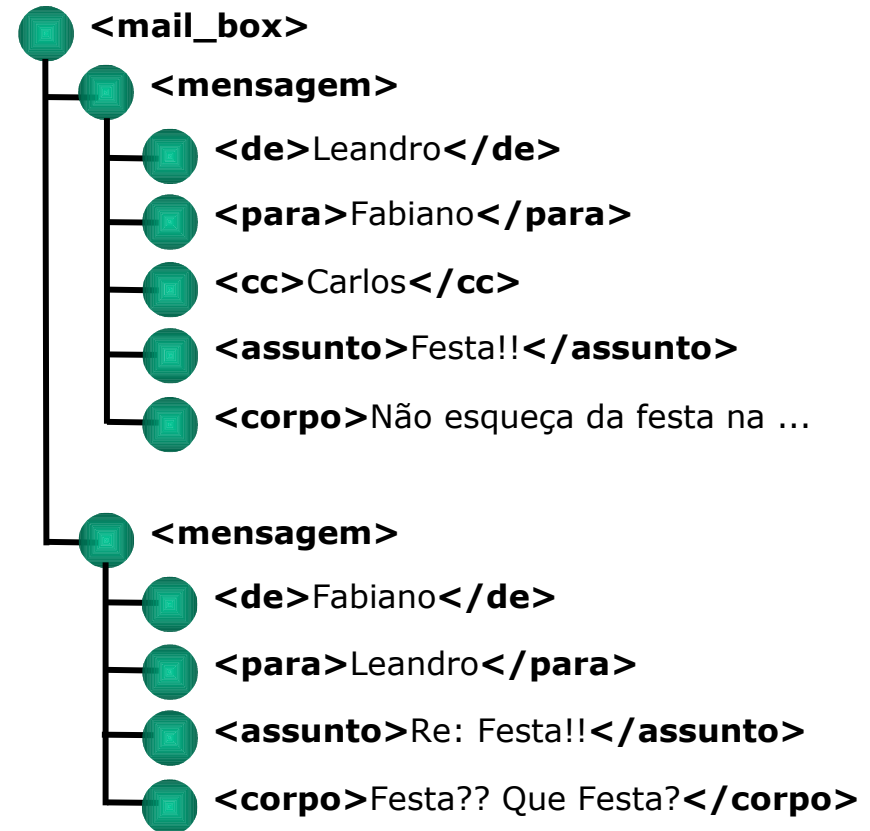 <mail_box>
<mensagem>
<de>Leandro</de>
<para>Fabiano</para>
<cc>Carlos</cc>
<assunto>Festa!!</assunto>
<corpo>Não esqueça da festa na ...
<mensagem>
<de>Fabiano</de>
<para>Leandro</para>
<assunto>Re: Festa!!</assunto>
<corpo>Festa?? Que Festa?</corpo>